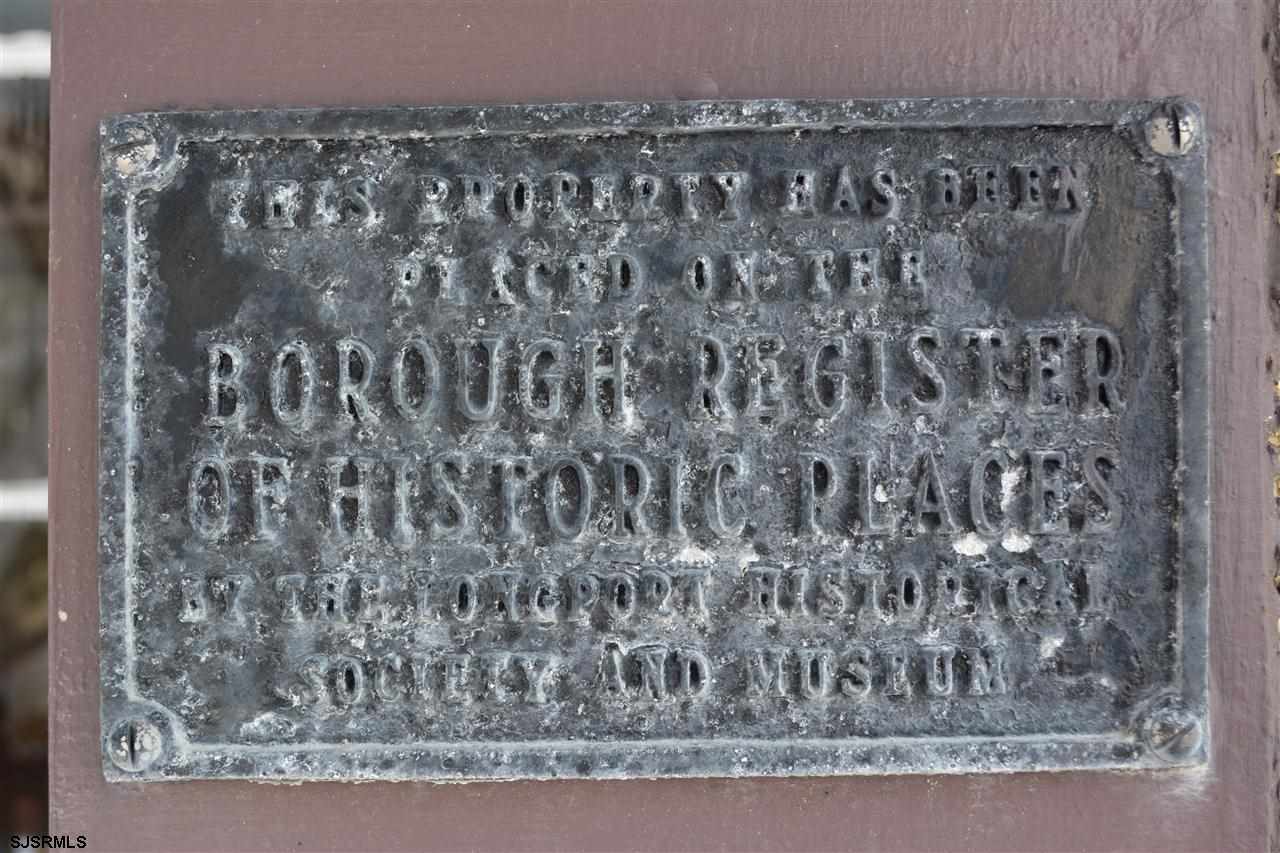 THIS PROPERTY HAS BEEN
PLACED ON THE
BOROUGH REGISTER
OF HISTORIC PLACES
BY THE LONGPORT HISTORICAL
SOCIETY AND MUSEUM
SJSRMLS